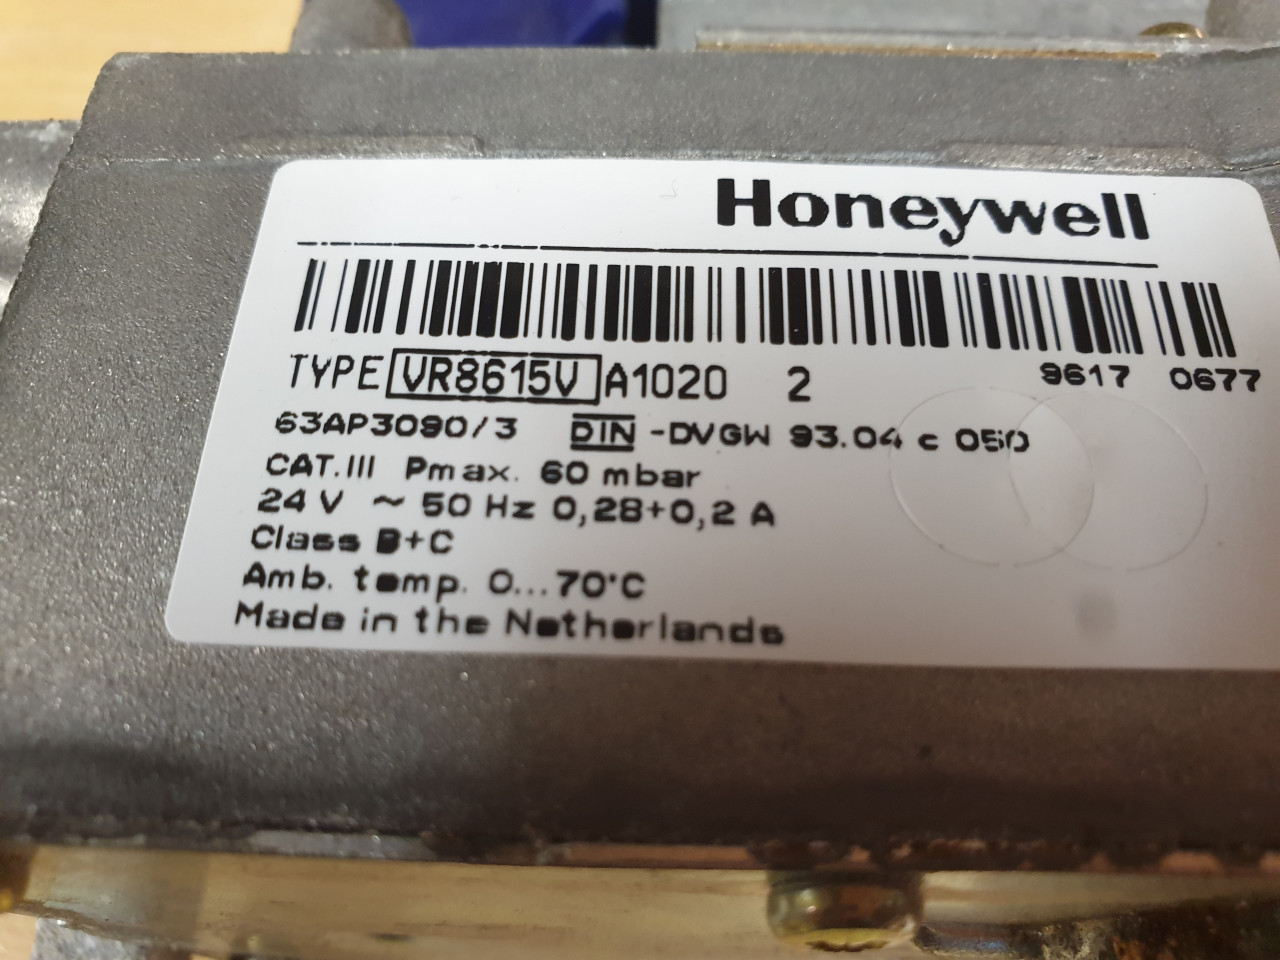 Honeywell
TYPE VR8615V A1020 2 9617 0677
63AP3090/3 DIN -DVGW 93.04 c 050
CAT.III Pmax. 60 mbar
24 V ~ 50 Hz 0,28+0,2 A
Class B+C
Amb. temp. 0...70°C
Made in the Netherlands